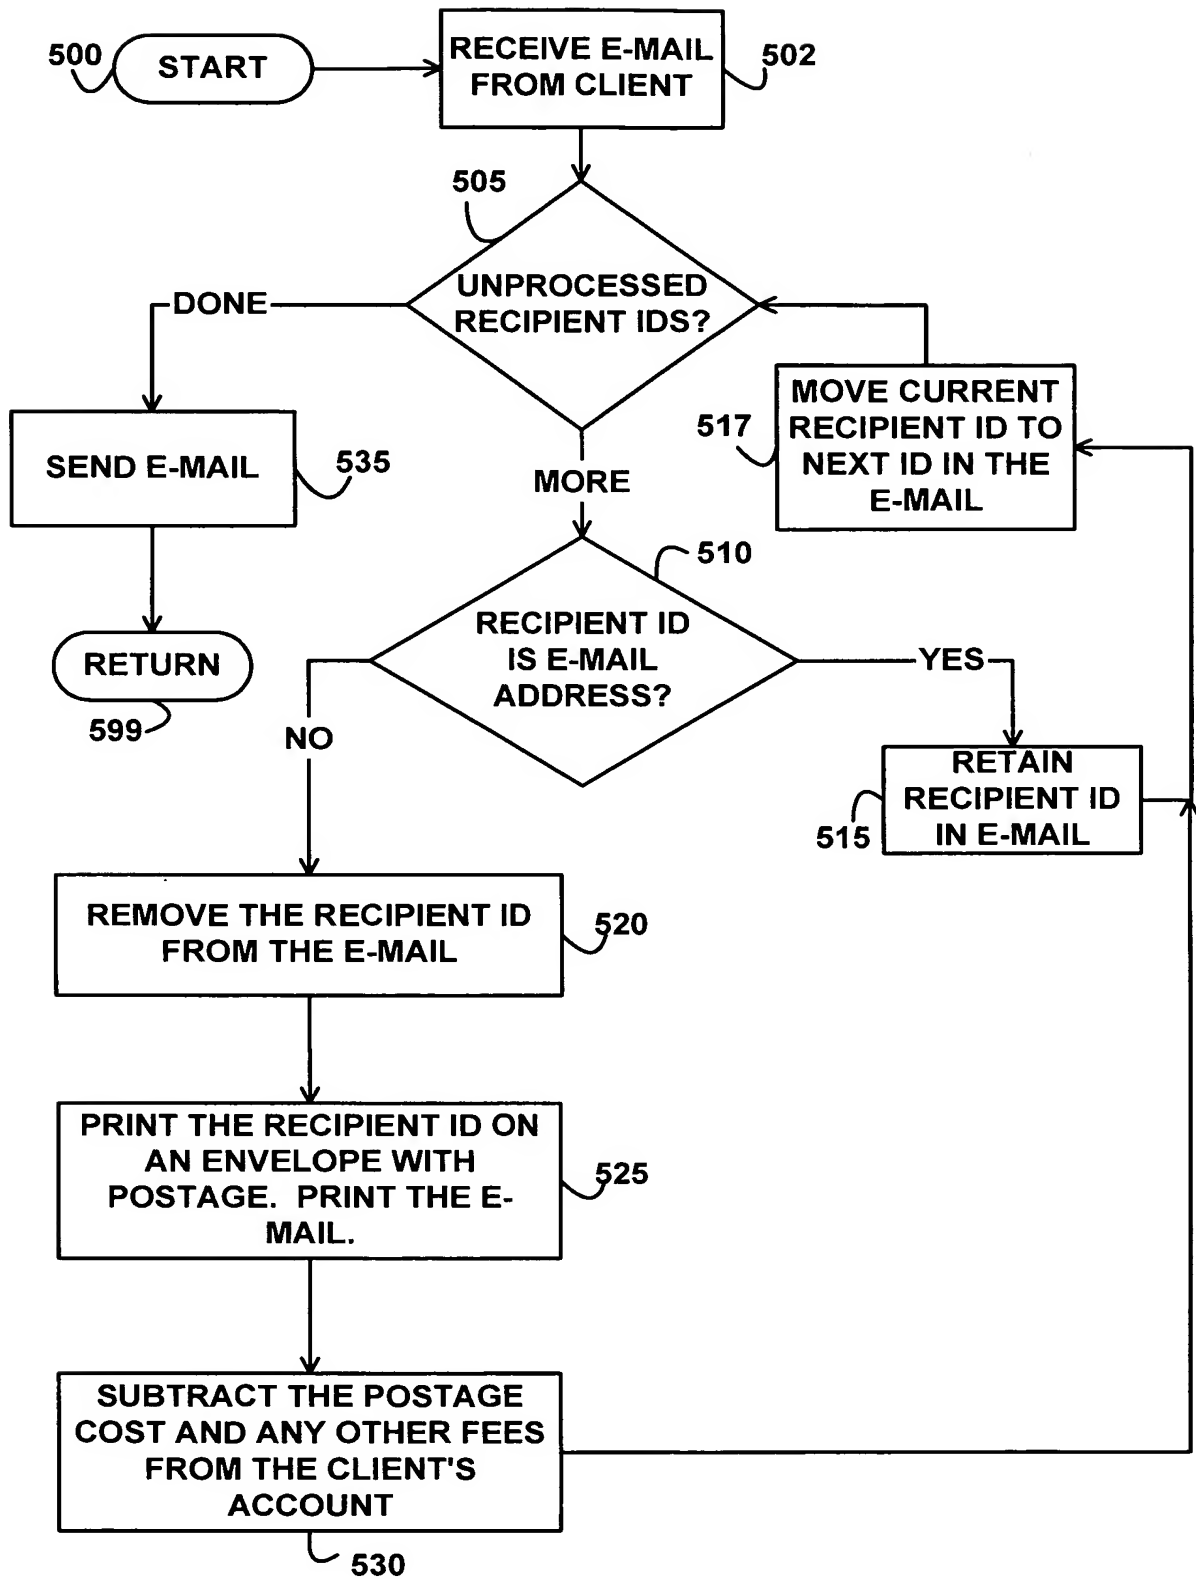 500
START
RECEIVE E-MAIL
FROM CLIENT
502
505
UNPROCESSED
RECIPIENT IDS?
DONE
MOVE CURRENT
RECIPIENT ID TO
NEXT ID IN THE
E-MAIL
517
SEND E-MAIL
535
MORE
510
RECIPIENT ID
IS E-MAIL
ADDRESS?
YES
RETURN
599
NO
RETAIN
RECIPIENT ID
IN E-MAIL
515
REMOVE THE RECIPIENT ID
FROM THE E-MAIL
520
PRINT THE RECIPIENT ID ON
AN ENVELOPE WITH
POSTAGE.  PRINT THE E-
MAIL.
525
SUBTRACT THE POSTAGE
COST AND ANY OTHER FEES
FROM THE CLIENT'S
ACCOUNT
530